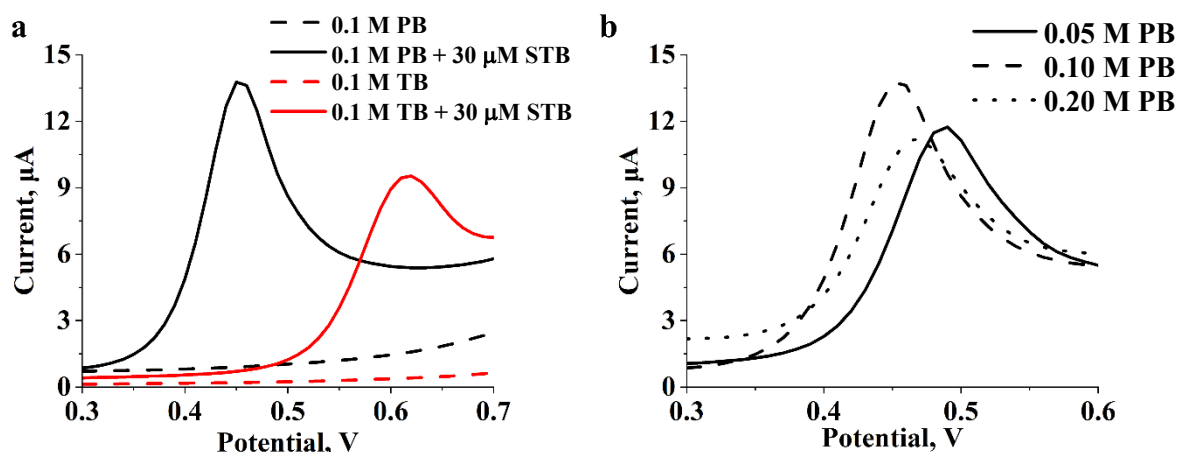 a
0.1 M PB
0.1 M PB + 30 μM STB
0.1 M TB
0.1 M TB + 30 μM STB
15
12
9
6
3
0
Current, μA
0.3 0.4 0.5 0.6 0.7
Potential, V
b
0.05 M PB
0.10 M PB
0.20 M PB
15
12
9
6
3
0
Current, μA
0.3 0.4 0.5 0.6
Potential, V